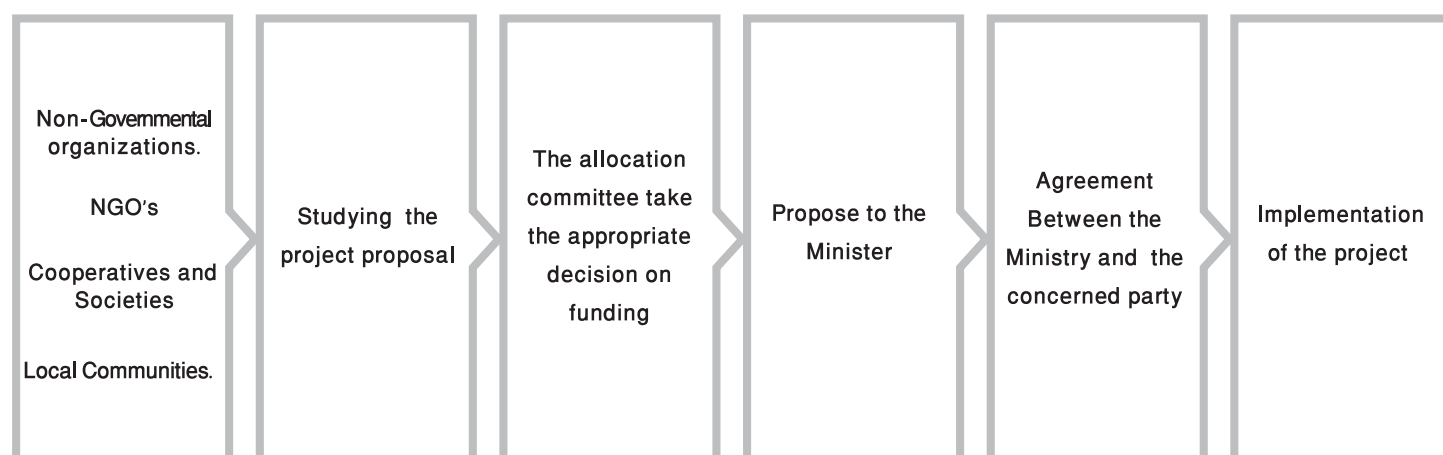 Non-Governmental
organizations.
NGO's
Cooperatives and
Societies
Local Communities.
Studying the
project proposal
The allocation
committee take
the appropriate
decision on
funding
Propose to the
Minister
Agreement
Between the
Ministry and the
concerned party
Implementation
of the project